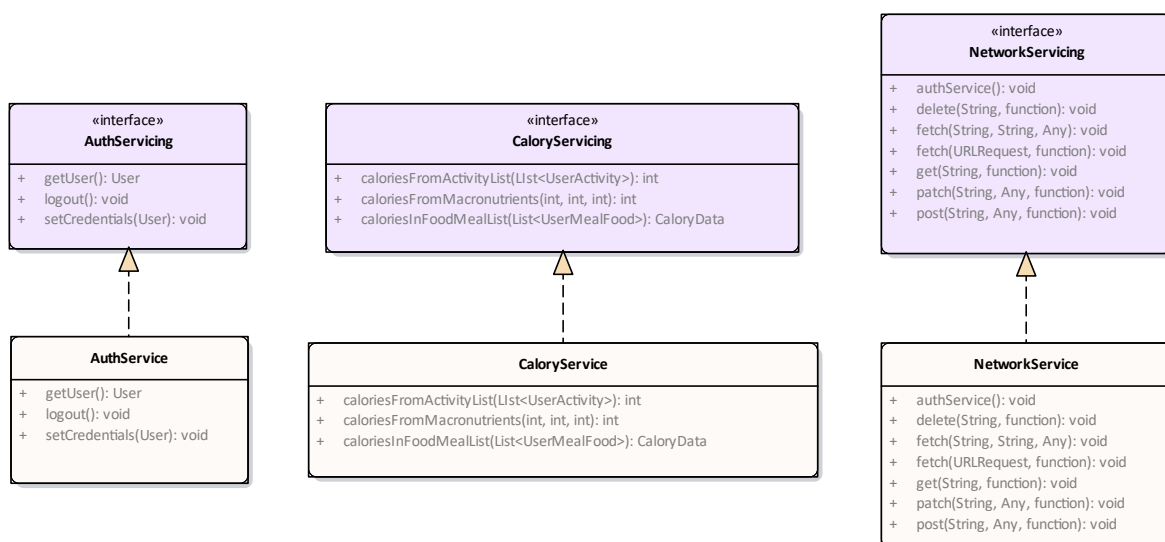 «interface»
AuthServicing
+ getUser(): User
+ logout(): void
+ setCredentials(User): void
«interface»
CaloryServicing
+ caloriesFromActivityList(LIst<UserActivity>): int
+ caloriesFromMacronutrients(int, int, int): int
+ caloriesInFoodMealList(List<UserMealFood>): CaloryData
«interface»
NetworkServicing
+ authService(): void
+ delete(String, function): void
+ fetch(String, String, Any): void
+ fetch(URLRequest, function): void
+ get(String, function): void
+ patch(String, Any, function): void
+ post(String, Any, function): void
AuthService
+ getUser(): User
+ logout(): void
+ setCredentials(User): void
CaloryService
+ caloriesFromActivityList(LIst<UserActivity>): int
+ caloriesFromMacronutrients(int, int, int): int
+ caloriesInFoodMealList(List<UserMealFood>): CaloryData
NetworkService
+ authService(): void
+ delete(String, function): void
+ fetch(String, String, Any): void
+ fetch(URLRequest, function): void
+ get(String, function): void
+ patch(String, Any, function): void
+ post(String, Any, function): void